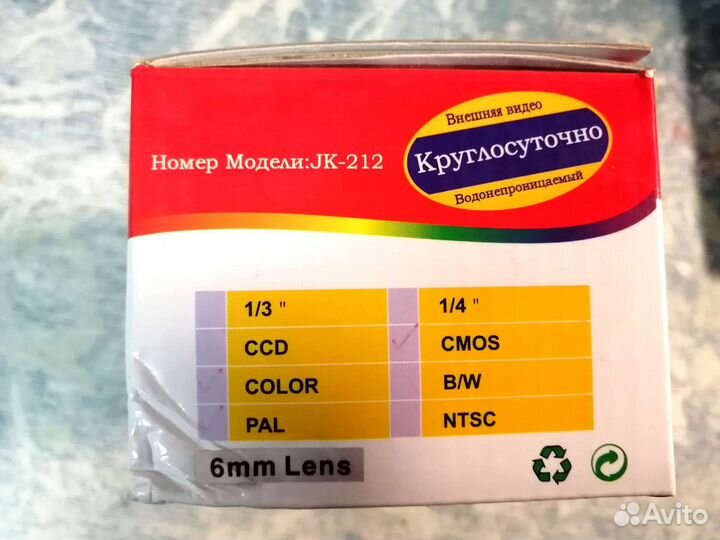 Внешняя видео
Номер Модели:JK-212
Круглосуточно
Водонепроницаемый
1/3 " 1/4 "
CCD CMOS
COLOR B/W
PAL NTSC
6mm Lens
Avito